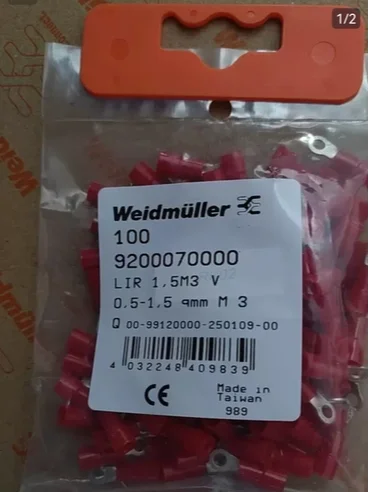 1/2
Weidmüller
100
9200070000
LIR 1,5M3 V
0.5-1,5 qmm M 3
Q 00-99120000-250109-00
4 032248 409839
CE
Made in
Taiwan
989